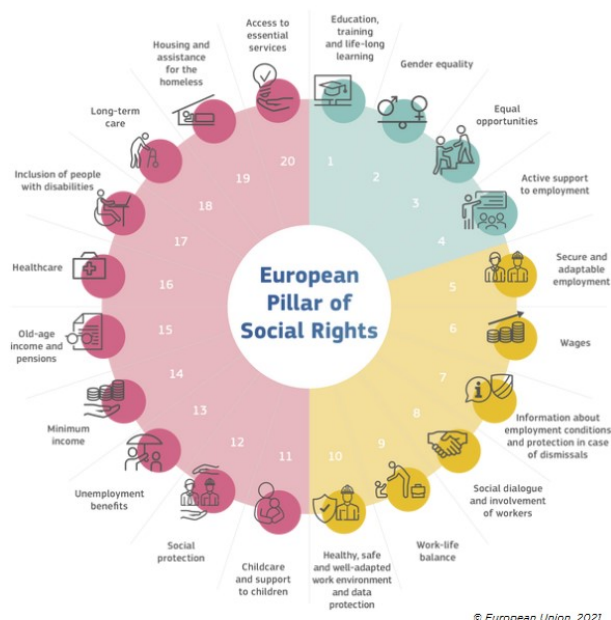 European
Pillar of
Social Rights
1
Education,
training
and life-long
learning
2
Gender equality
3
Equal
opportunities
4
Active support
to employment
5
Secure and
adaptable
employment
6
Wages
7
Information about
employment conditions
and protection in case
of dismissals
8
Social dialogue
and involvement
of workers
9
Work-life
balance
10
Healthy, safe
and well-adapted
work environment
and data
protection
11
Childcare
and support
to children
12
Social
protection
13
Unemployment
benefits
14
Minimum
income
15
Old-age
income and
pensions
16
Healthcare
17
Inclusion of people
with disabilities
18
Long-term
care
19
Housing and
assistance
for the
homeless
20
Access to
essential
services
© European Union, 2021